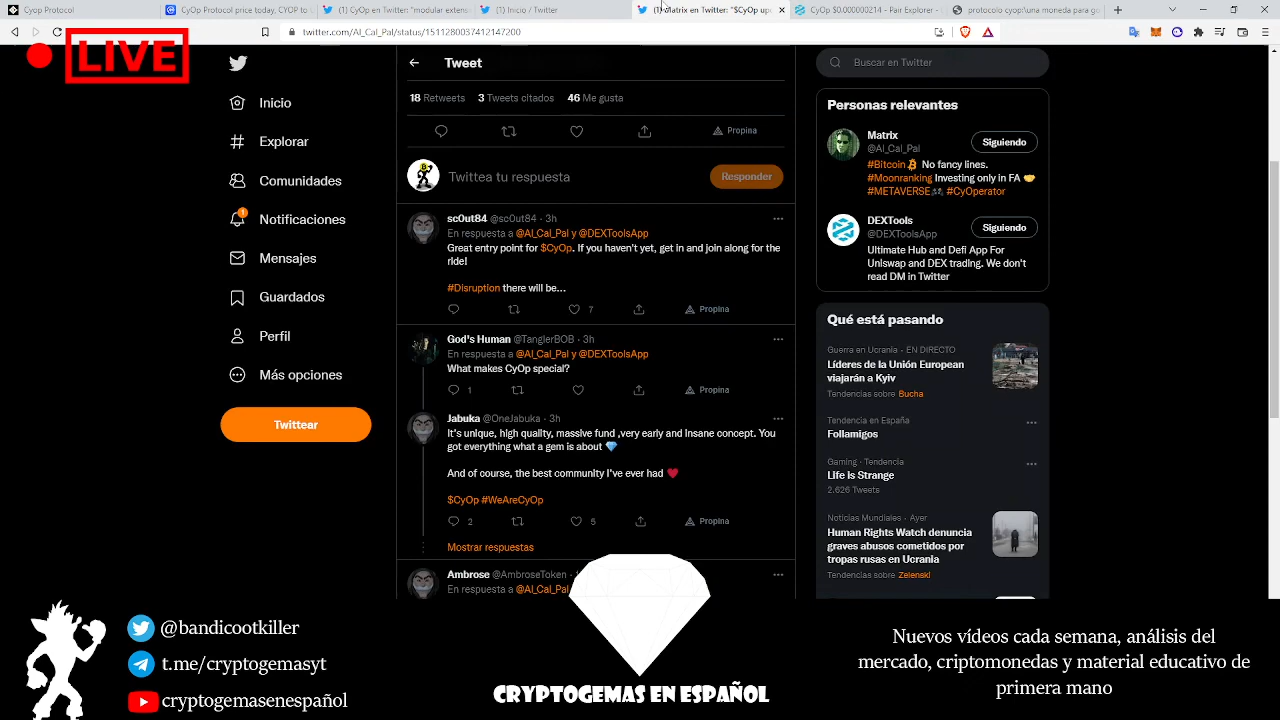 Cyop Protocol
CyOp Protocol price today, CYOP to
(1) CyOp en Twitter: "modular extens
(1) Inicio / Twitter
(1) Matrix en Twitter: "$CyOp upd
CyOp $0.000000214 - Pair Explorer -
protocolo cyop/:una moneda para go
twitter.com/Al_Cal_Pal/status/1511280037412147200
LIVE
Inicio
Explorar
Comunidades
1
Notificaciones
Mensajes
Guardados
Perfil
Más opciones
Twittear
Tweet
18 Retweets 3 Tweets citados 46 Me gusta
Propina
Twittea tu respuesta
Responder
sc0ut84 @sc0ut84 · 3h
En respuesta a @Al_Cal_Pal y @DEXToolsApp
Great entry point for $CyOp. If you haven't yet, get in and join along for the
ride!
#Disruption there will be...
7
Propina
God's Human @TanglerBOB · 3h
En respuesta a @Al_Cal_Pal y @DEXToolsApp
What makes CyOp special?
1
Propina
Jabuka @OneJabuka · 3h
It's unique, high quality, massive fund ,very early and insane concept. You
got everything what a gem is about 💎
And of course, the best community I've ever had ♥
$CyOp #WeAreCyOp
2 5 Propina
Mostrar respuestas
Ambrose @AmbroseToken ·
En respuesta a @Al_Cal_Pal
Buscar en Twitter
Personas relevantes
Matrix
@Al_Cal_Pal
Siguiendo
#Bitcoin No fancy lines.
#Moonranking Investing only in FA 🤝
#METAVERSE #CyOperator
DEXTools
@DEXToolsApp
Siguiendo
Ultimate Hub and Defi App For
Uniswap and DEX trading. We don't
read DM in Twitter
Qué está pasando
Guerra en Ucrania · EN DIRECTO
Líderes de la Unión European
viajarán a Kyiv
Tendencias sobre Bucha
Tendencia en España
Follamigos
Gaming · Tendencia
Life is Strange
2.626 Tweets
Noticias Mundiales · Ayer
Human Rights Watch denuncia
graves abusos cometidos por
tropas rusas en Ucrania
Tendencias sobre Zelenski
@bandicootkiller
t.me/cryptogemasyt
cryptogemasenespañol
CRYPTOGEMAS EN ESPAÑOL
Nuevos vídeos cada semana, análisis del
mercado, criptomonedas y material educativo de
primera mano